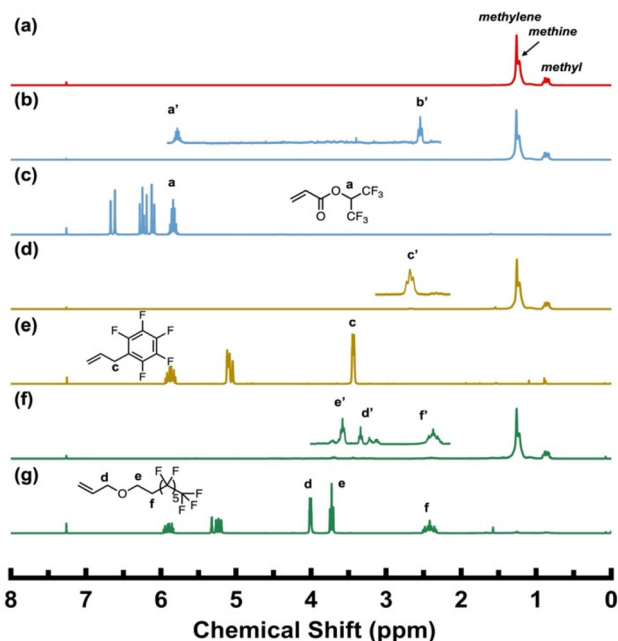 (a)
methylene
methine
methyl
(b)
a'
b'
(c)
a
a
O
O
CF3
CF3
(d)
c'
(e)
c
F
F
F
F
F
c
(f)
e'
d'
f'
(g)
d
e
f
d
e
f
O
F
F
F
F
F
5
8
7
6
5
4
3
2
1
0
Chemical Shift (ppm)